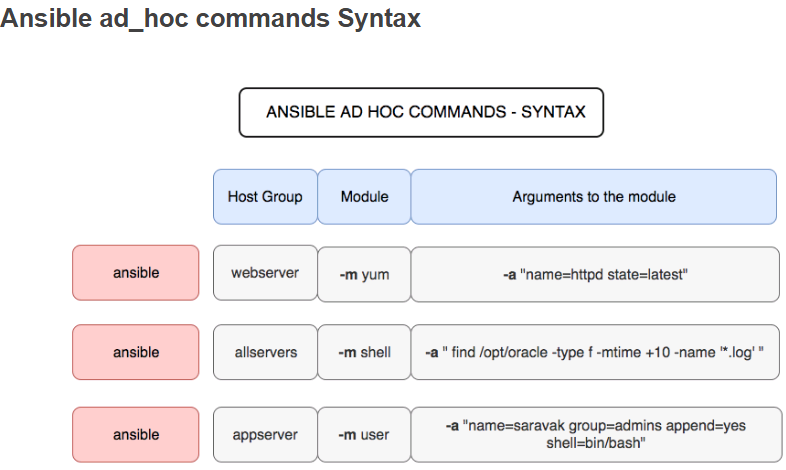 Ansible ad_hoc commands Syntax
ANSIBLE AD HOC COMMANDS - SYNTAX
Host Group Module Arguments to the module
ansible webserver -m yum -a "name=httpd state=latest"
ansible allservers -m shell -a " find /opt/oracle -type f -mtime +10 -name '*.log' "
ansible appserver -m user -a "name=saravak group=admins append=yes
shell=bin/bash"